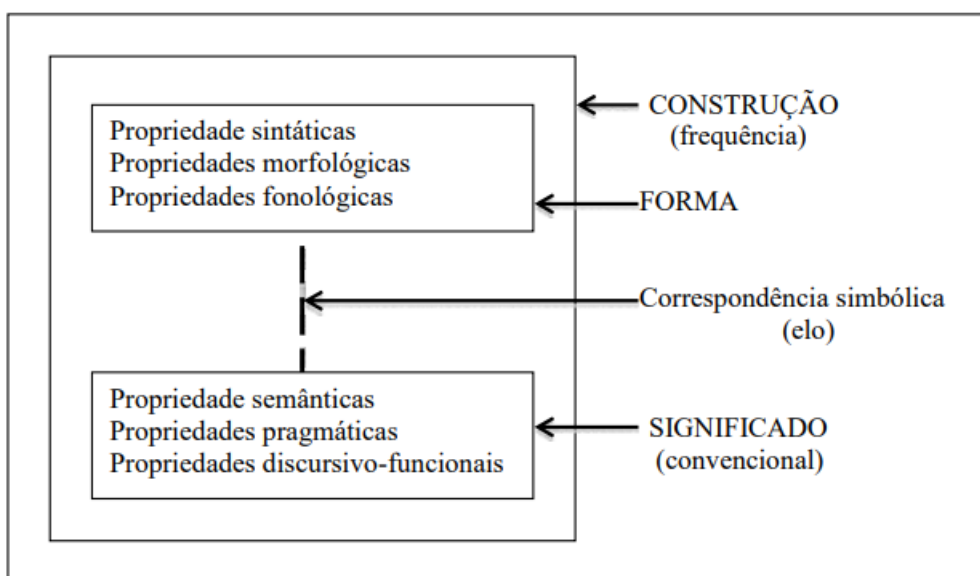 Propriedade sintáticas
Propriedades morfológicas
Propriedades fonológicas
CONSTRUÇÃO
(frequência)
FORMA
Correspondência simbólica
(elo)
Propriedade semânticas
Propriedades pragmáticas
Propriedades discursivo-funcionais
SIGNIFICADO
(convencional)